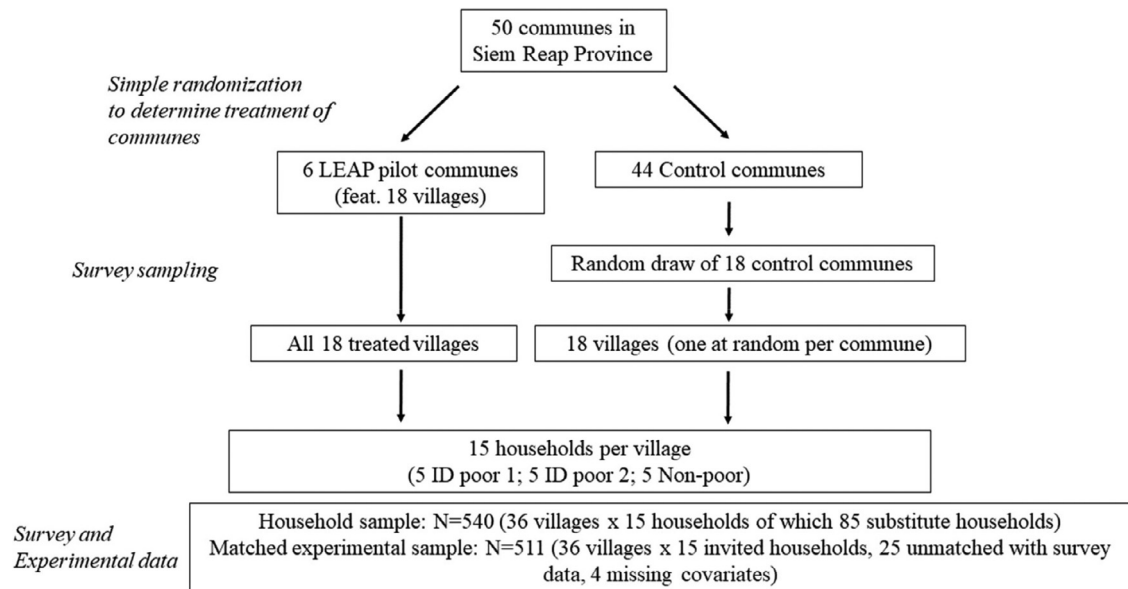 50 communes in
Siem Reap Province
Simple randomization
to determine treatment of
communes
6 LEAP pilot communes
(feat. 18 villages)
44 Control communes
Survey sampling
Random draw of 18 control communes
All 18 treated villages
18 villages (one at random per commune)
15 households per village
(5 ID poor 1; 5 ID poor 2; 5 Non-poor)
Survey and
Experimental data
Household sample: N=540 (36 villages x 15 households of which 85 substitute households)
Matched experimental sample: N=511 (36 villages x 15 invited households, 25 unmatched with survey
data, 4 missing covariates)